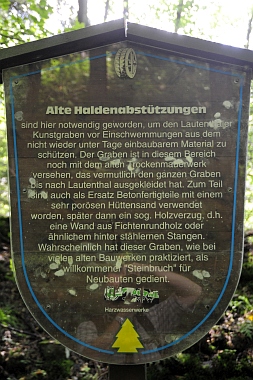 Alte Haldenabstützungen
sind hier notwendig geworden, um den Lautenthaler
Kunstgraben vor Einschwemmungen aus dem
nicht wieder unter Tage einbaubarem Material zu
schützen. Der Graben ist in diesem Bereich
noch mit dem alten Trockenmauerwerk
versehen, das vermutlich den ganzen Graben
bis nach Lautenthal ausgekleidet hat. Zum Teil
sind auch als Ersatz Betonfertigteile mit einem
sehr porösen Hüttensand verwendet
worden, später dann ein sog. Holzverzug, d.h.
eine Wand aus Fichtenrundholz oder
ähnlichem hinter stählernen Stangen.
Wahrscheinlich hat dieser Graben, wie bei
vielen alten Bauwerken praktiziert, als
willkommener "Steinbruch" für
Neubauten gedient.
Harzwasserwerke